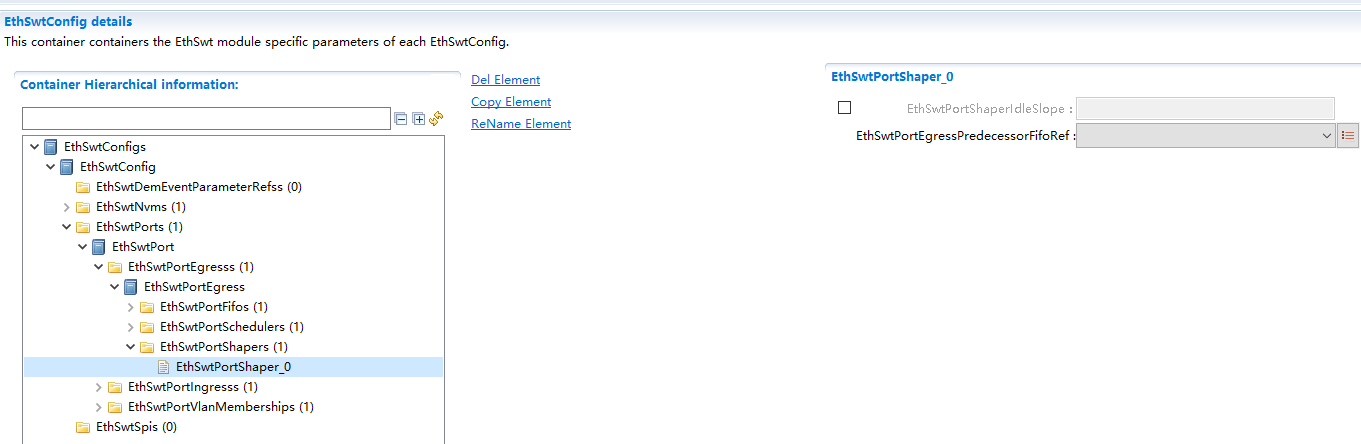 EthSwtConfig details
This container containers the EthSwt module specific parameters of each EthSwtConfig.
Container Hierarchical information:
Del Element
Copy Element
ReName Element
EthSwtConfigs
EthSwtConfig
EthSwtDemEventParameterRefss (0)
EthSwtNvms (1)
EthSwtPorts (1)
EthSwtPort
EthSwtPortEgresss (1)
EthSwtPortEgress
EthSwtPortFifos (1)
EthSwtPortSchedulers (1)
EthSwtPortShapers (1)
EthSwtPortShaper_0
EthSwtPortIngresss (1)
EthSwtPortVlanMemberships (1)
EthSwtSpis (0)
EthSwtPortShaper_0
EthSwtPortShaperIdleSlope :
EthSwtPortEgressPredecessorFifoRef :